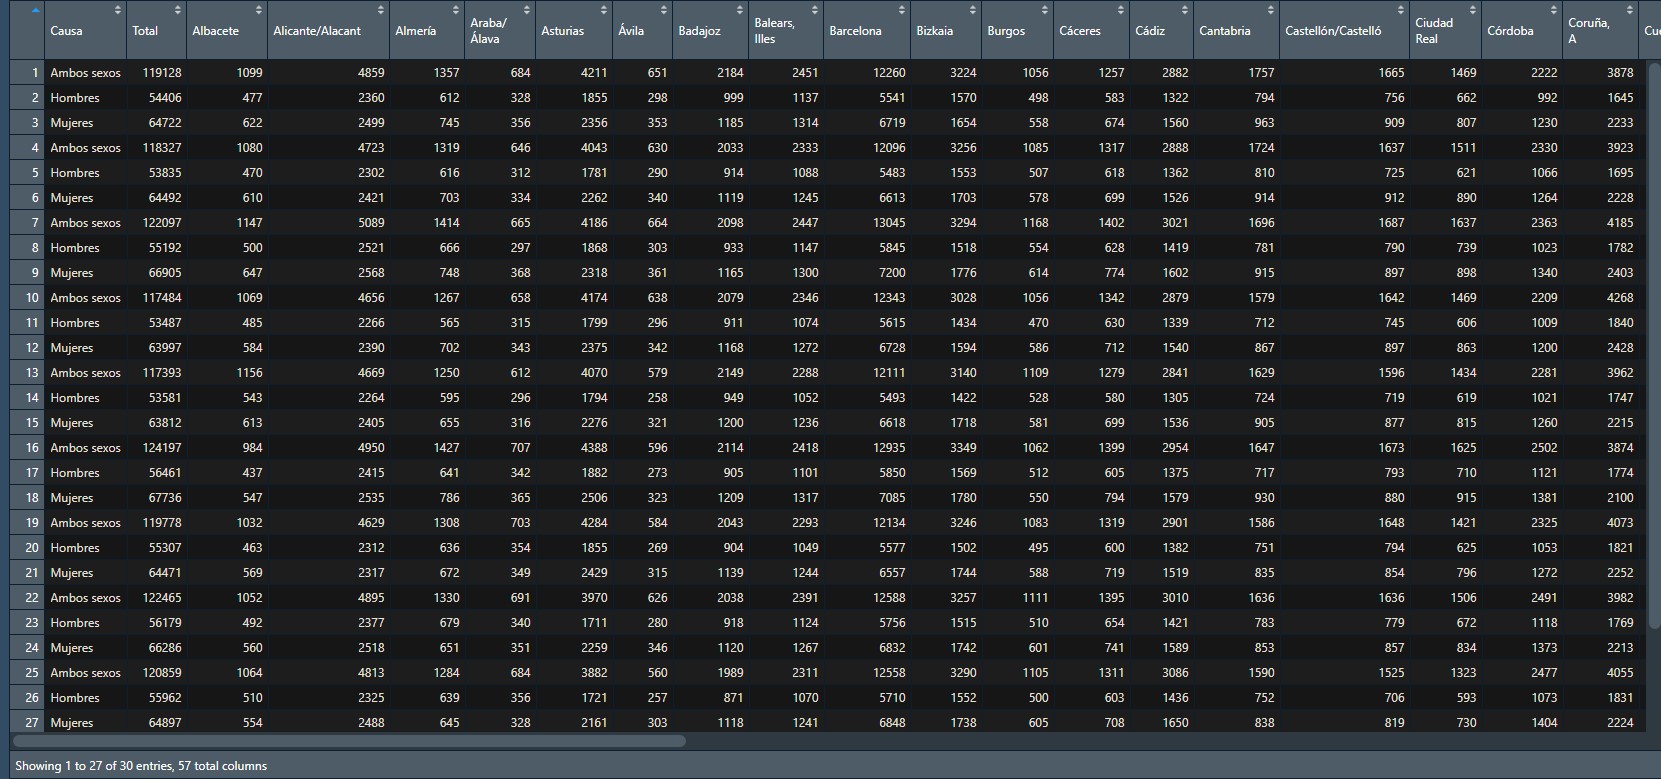 Causa Total Albacete Alicante/Alacant Almería Araba/ Álava Asturias Ávila Badajoz Balears, Illes Barcelona Bizkaia Burgos Cáceres Cádiz Cantabria Castellón/Castelló Ciudad Real Córdoba Coruña, A
1 Ambos sexos 119128 1099 4859 1357 684 4211 651 2184 2451 12260 3224 1056 1257 2882 1757 1665 1469 2222 3878
2 Hombres 54406 477 2360 612 328 1855 298 999 1137 5541 1570 498 583 1322 794 756 662 992 1645
3 Mujeres 64722 622 2499 745 356 2356 353 1185 1314 6719 1654 558 674 1560 963 909 807 1230 2233
4 Ambos sexos 118327 1080 4723 1319 646 4043 630 2033 2333 12096 3256 1085 1317 2888 1724 1637 1511 2330 3923
5 Hombres 53835 470 2302 616 312 1781 290 914 1088 5483 1553 507 618 1362 810 725 621 1066 1695
6 Mujeres 64492 610 2421 703 334 2262 340 1119 1245 6613 1703 578 699 1526 914 912 890 1264 2228
7 Ambos sexos 122097 1147 5089 1414 665 4186 664 2098 2447 13045 3294 1168 1402 3021 1696 1687 1637 2363 4185
8 Hombres 55192 500 2521 666 297 1868 303 933 1147 5845 1518 554 628 1419 781 790 739 1023 1782
9 Mujeres 66905 647 2568 748 368 2318 361 1165 1300 7200 1776 614 774 1602 915 897 898 1340 2403
10 Ambos sexos 117484 1069 4656 1267 658 4174 638 2079 2346 12343 3028 1056 1342 2879 1579 1642 1469 2209 4268
11 Hombres 53487 485 2266 565 315 1799 296 911 1074 5615 1434 470 630 1339 712 745 606 1009 1840
12 Mujeres 63997 584 2390 702 343 2375 342 1168 1272 6728 1594 586 712 1540 867 897 863 1200 2428
13 Ambos sexos 117393 1156 4669 1250 612 4070 579 2149 2288 12111 3140 1109 1279 2841 1629 1596 1434 2281 3962
14 Hombres 53581 543 2264 595 296 1794 258 949 1052 5493 1422 528 580 1305 724 719 619 1021 1747
15 Mujeres 63812 613 2405 655 316 2276 321 1200 1236 6618 1718 581 699 1536 905 877 815 1260 2215
16 Ambos sexos 124197 984 4950 1427 707 4388 596 2114 2418 12935 3349 1062 1399 2954 1647 1673 1625 2502 3874
17 Hombres 56461 437 2415 641 342 1882 273 905 1101 5850 1569 512 605 1375 717 793 710 1121 1774
18 Mujeres 67736 547 2535 786 365 2506 323 1209 1317 7085 1780 550 794 1579 930 880 915 1381 2100
19 Ambos sexos 119778 1032 4629 1308 703 4284 584 2043 2293 12134 3246 1083 1319 2901 1586 1648 1421 2325 4073
20 Hombres 55307 463 2312 636 354 1855 269 904 1049 5577 1502 495 600 1382 751 794 625 1053 1821
21 Mujeres 64471 569 2317 672 349 2429 315 1139 1244 6557 1744 588 719 1519 835 854 796 1272 2252
22 Ambos sexos 122465 1052 4895 1330 691 3970 626 2038 2391 12588 3257 1111 1395 3010 1636 1636 1506 2491 3982
23 Hombres 56179 492 2377 679 340 1711 280 918 1124 5756 1515 510 654 1421 783 779 672 1118 1769
24 Mujeres 66286 560 2518 651 351 2259 346 1120 1267 6832 1742 601 741 1589 853 857 834 1373 2213
25 Ambos sexos 120859 1064 4813 1284 684 3882 560 1989 2311 12558 3290 1105 1311 3086 1590 1525 1323 2477 4055
26 Hombres 55962 510 2325 639 356 1721 257 871 1070 5710 1552 500 603 1436 752 706 593 1073 1831
27 Mujeres 64897 554 2488 645 328 2161 303 1118 1241 6848 1738 605 708 1650 838 819 730 1404 2224
Showing 1 to 27 of 30 entries, 57 total columns